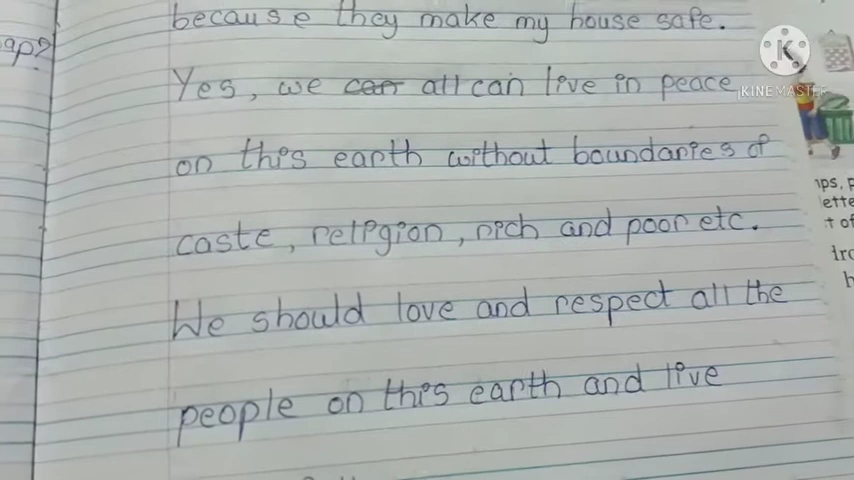 because they make my house safe.
ap?
Yes, we can all can live in peace
KINEMASTER
on this earth without boundaries of
caste, religion, rich and poor etc.
We should love and respect all the
people on this earth and live